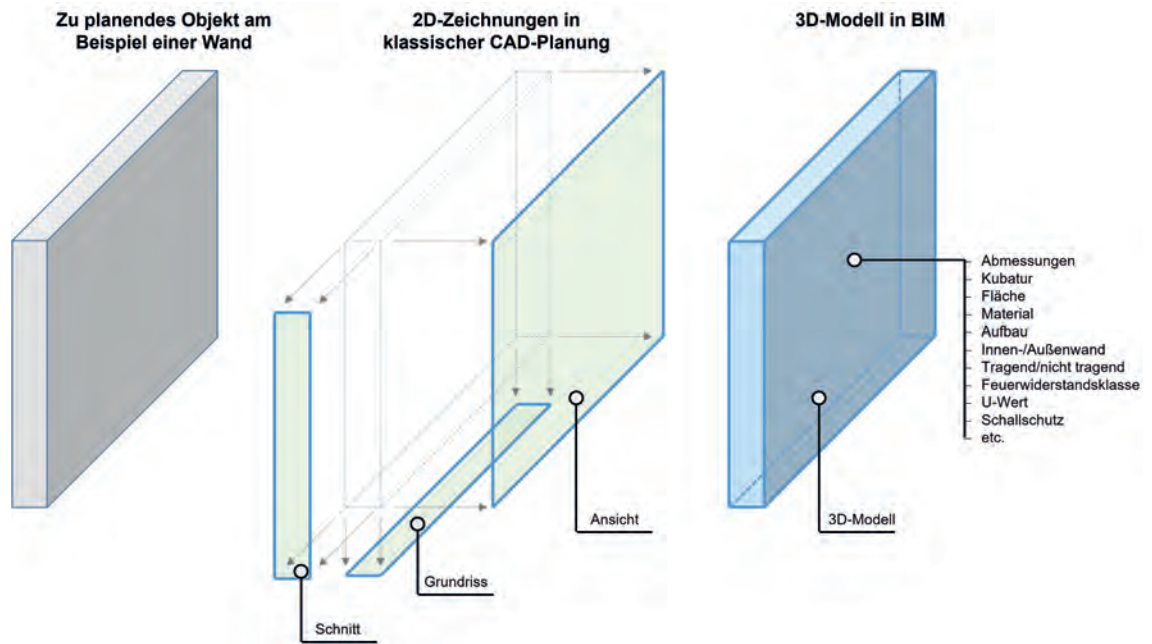 Zu planendes Objekt am
Beispiel einer Wand
2D-Zeichnungen in
klassischer CAD-Planung
3D-Modell in BIM
Abmessungen
Kubatur
Fläche
Material
Aufbau
Innen-/Außenwand
Tragend/nicht tragend
Feuerwiderstandsklasse
U-Wert
Schallschutz
etc.
Ansicht
3D-Modell
Grundriss
Schnitt